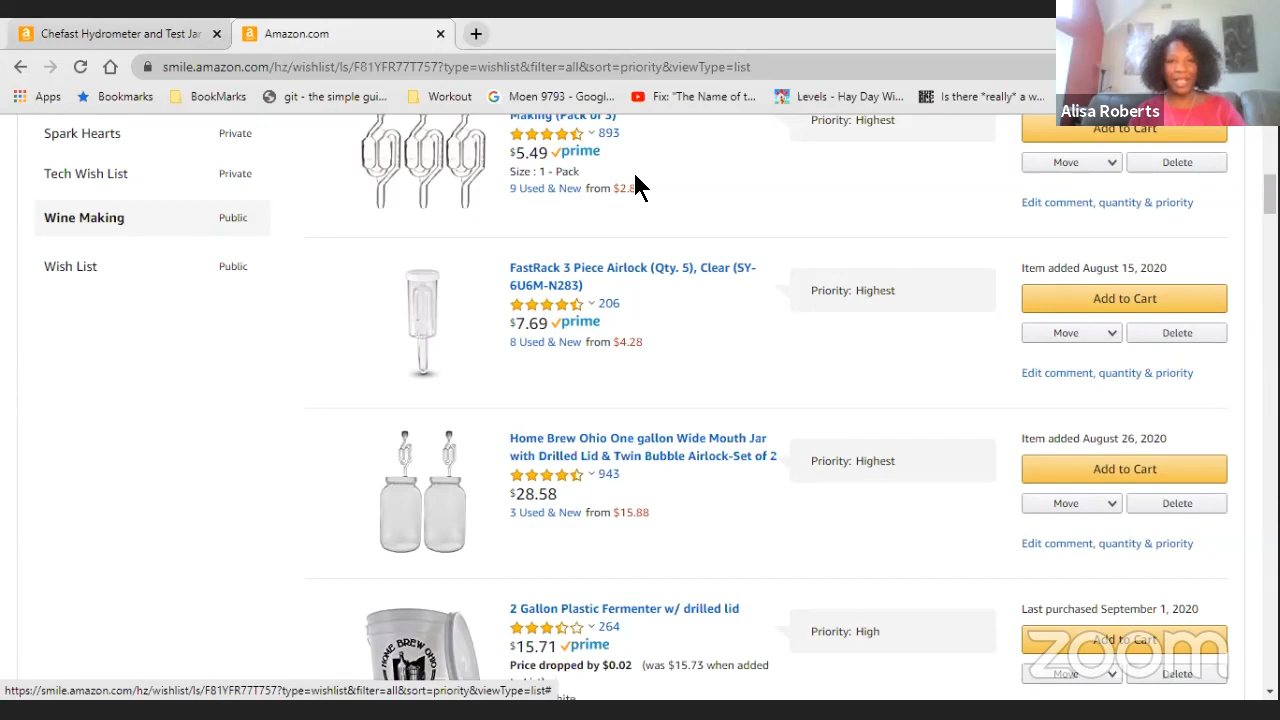 Chefast Hydrometer and Test Jar
Amazon.com
smile.amazon.com/hz/wishlist/ls/F81YFR77T757?type=wishlist&filter=all&sort=priority&viewType=list
Apps
Bookmarks
BookMarks
git - the simple gui...
Workout
Moen 9793 - Googl...
Fix: "The Name of t...
Levels - Hay Day Wi...
Is there *really* a w...
Alisa Roberts
Spark Hearts Private
Tech Wish List Private
Wine Making Public
Wish List Public
Making (Pack of 3)
893
$5.49 prime
Size : 1 - Pack
9 Used & New from $2.8
Priority: Highest
Add to Cart
Move Delete
Edit comment, quantity & priority
FastRack 3 Piece Airlock (Qty. 5), Clear (SY-
6U6M-N283)
206
$7.69 prime
8 Used & New from $4.28
Priority: Highest
Item added August 15, 2020
Add to Cart
Move Delete
Edit comment, quantity & priority
Home Brew Ohio One gallon Wide Mouth Jar
with Drilled Lid & Twin Bubble Airlock-Set of 2
943
$28.58
3 Used & New from $15.88
Priority: Highest
Item added August 26, 2020
Add to Cart
Move Delete
Edit comment, quantity & priority
HOME BREW OHIO
2 Gallon Plastic Fermenter w/ drilled lid
264
$15.71 prime
Price dropped by $0.02 (was $15.73 when added
Priority: High
Last purchased September 1, 2020
Add to Cart
Move Delete
zoom
https://smile.amazon.com/hz/wishlist/ls/F81YFR77T757?type=wishlist&filter=all&sort=priority&viewType=list#